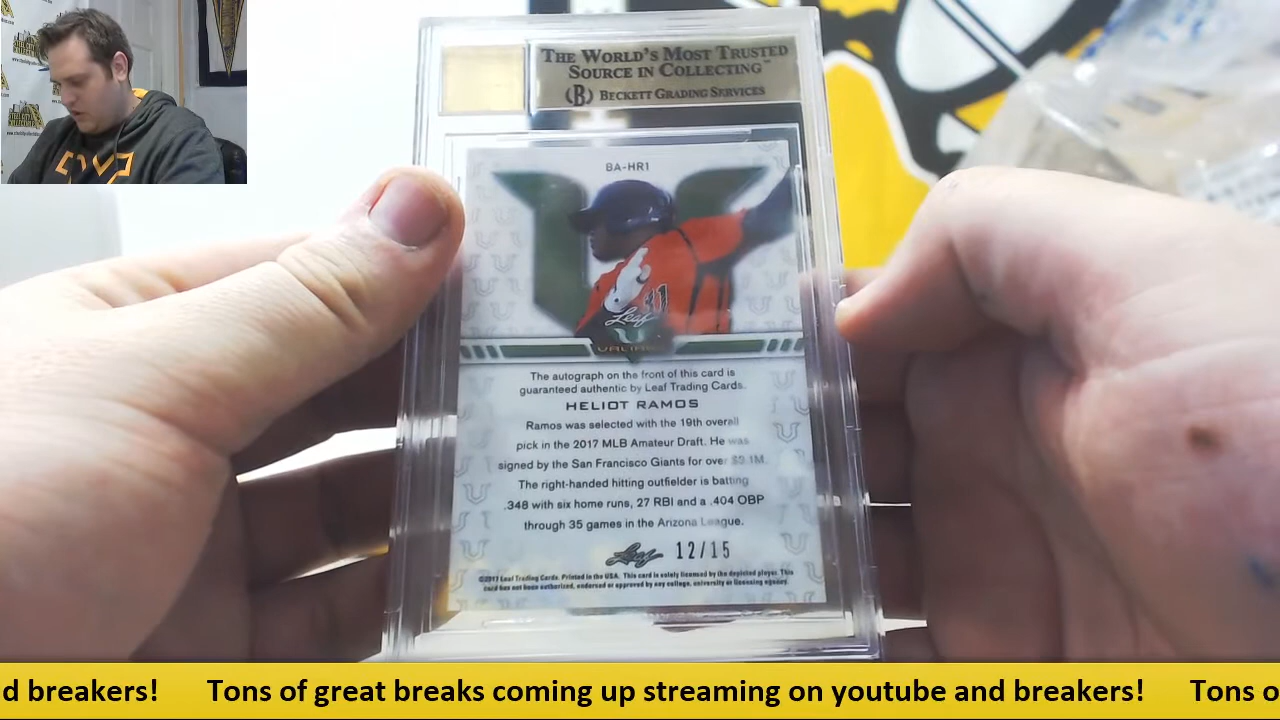 THE WORLD'S MOST TRUSTED
SOURCE IN COLLECTING™
(B) BECKETT GRADING SERVICES
BA-HR1
11
Leaf
VALIANT
The autograph on the front of this card is
guaranteed authentic by Leaf Trading Cards.
HELIOT RAMOS
Ramos was selected with the 19th overall
pick in the 2017 MLB Amateur Draft. He was
signed by the San Francisco Giants for over
The right-handed hitting outfielder is batting
.348 with six home runs, 27 RBI and a .404 OBP
through 35 games in the Arizona League.
Leaf 12/15
©2017 Leaf Trading Cards. Printed in the USA. This card is solely licensed by the depicted player. This
card has not been authorized, endorsed or approved by any college, university or licensing agency.
d breakers! Tons of great breaks coming up streaming on youtube and breakers! Tons o